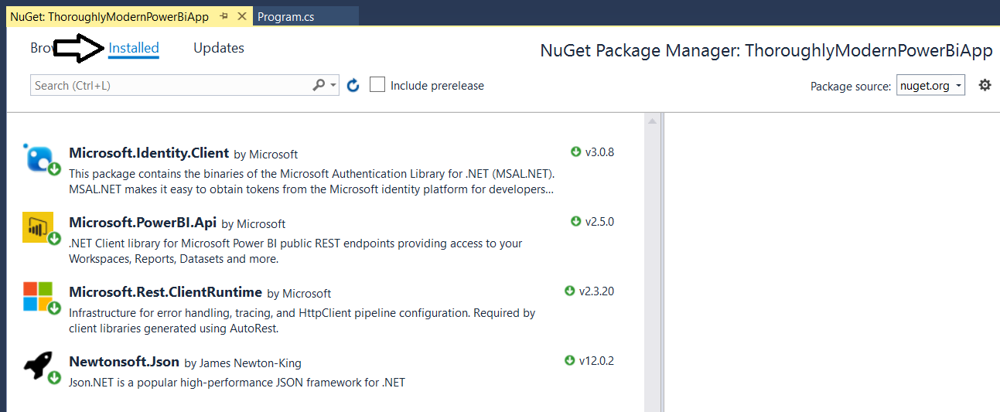 NuGet: ThoroughlyModernPowerBiApp Program.cs
Installed Updates
NuGet Package Manager: ThoroughlyModernPowerBiApp
Search (Ctrl+L) Include prerelease Package source: nuget.org
Microsoft.Identity.Client by Microsoft v3.0.8
This package contains the binaries of the Microsoft Authentication Library for .NET (MSAL.NET).
MSAL.NET makes it easy to obtain tokens from the Microsoft identity platform for developers...
Microsoft.PowerBI.Api by Microsoft v2.5.0
.NET Client library for Microsoft Power BI public REST endpoints providing access to your
Workspaces, Reports, Datasets and more.
Microsoft.Rest.ClientRuntime by Microsoft v2.3.20
Infrastructure for error handling, tracing, and HttpClient pipeline configuration. Required by
client libraries generated using AutoRest.
Newtonsoft.Json by James Newton-King v12.0.2
Json.NET is a popular high-performance JSON framework for .NET